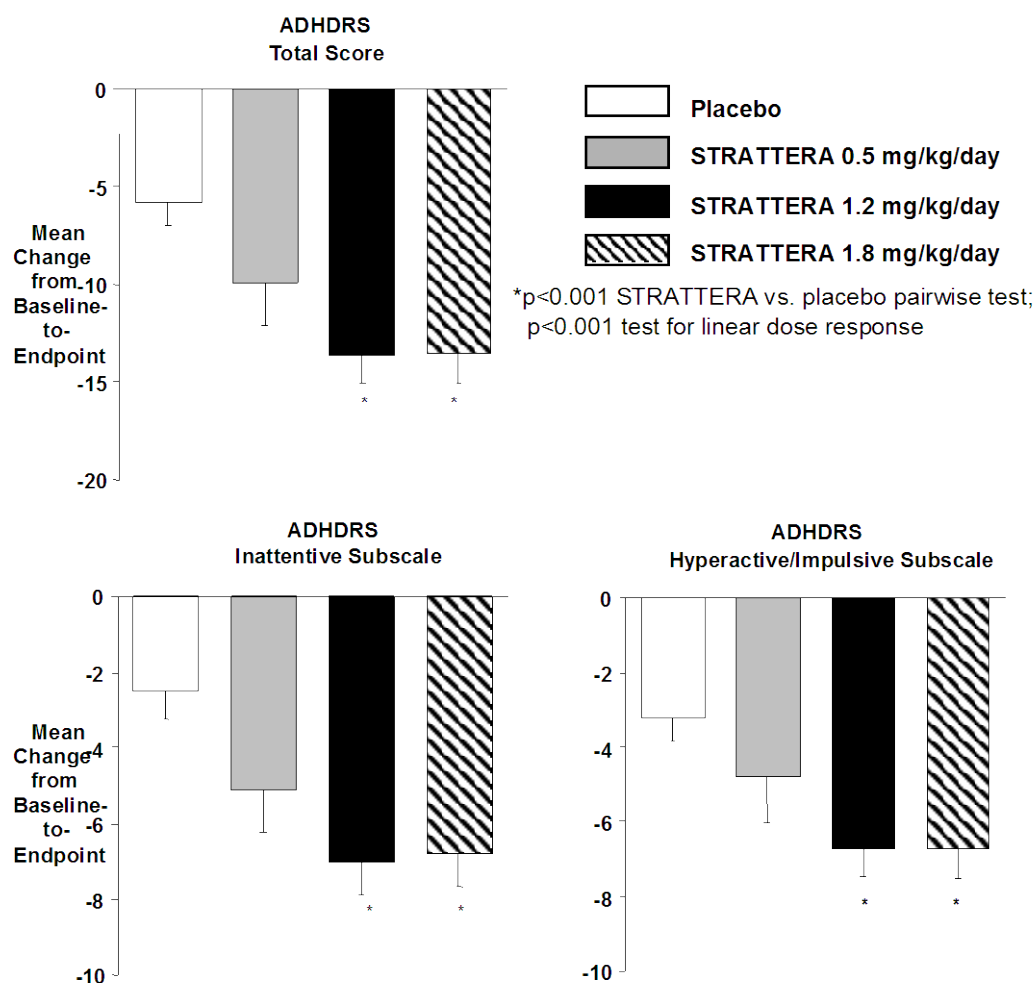 ADHDRS
Total Score
0
-5
-10
-15
-20
Mean
Change
from
Baseline-
to-
Endpoint
*
*
Placebo
STRATTERA 0.5 mg/kg/day
STRATTERA 1.2 mg/kg/day
STRATTERA 1.8 mg/kg/day
*p<0.001 STRATTERA vs. placebo pairwise test;
p<0.001 test for linear dose response
ADHDRS
Inattentive Subscale
0
-2
-4
-6
-8
-10
Mean
Change
from
Baseline-
to-
Endpoint
*
*
ADHDRS
Hyperactive/Impulsive Subscale
0
-2
-4
-6
-8
-10
*
*